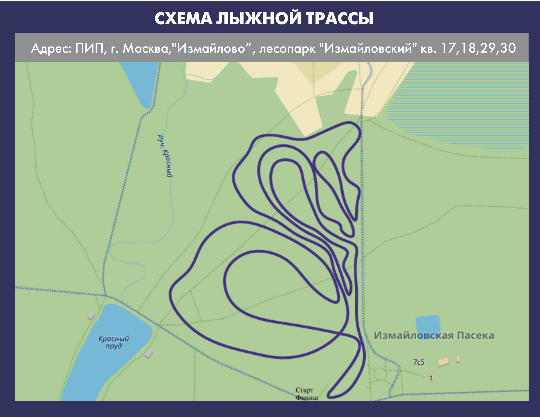 СХЕМА ЛЫЖНОЙ ТРАССЫ
Адрес: ПИП, г. Москва,"Измайлово", лесопарк "Измайловский" кв. 17,18,29,30
Руч. Красный
Красный
пруд
Измайловская Пасека
7с5
1
Старт
Финиш